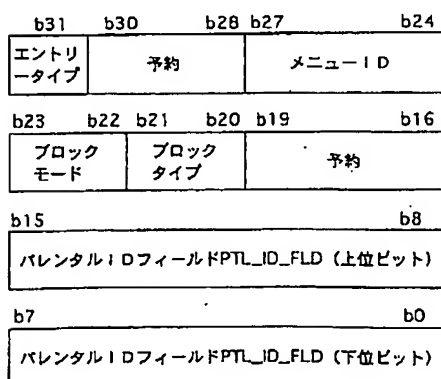 b31 b30 b28 b27 b24
エントリ
ータイプ
予約
メニューID
b23 b22 b21 b20 b19 b16
ブロック
モード
ブロック
タイプ
予約
b15 b8
パレンタルIDフィールドPTL_ID_FLD（上位ビット）
b7 b0
パレンタルIDフィールドPTL_ID_FLD（下位ビット）